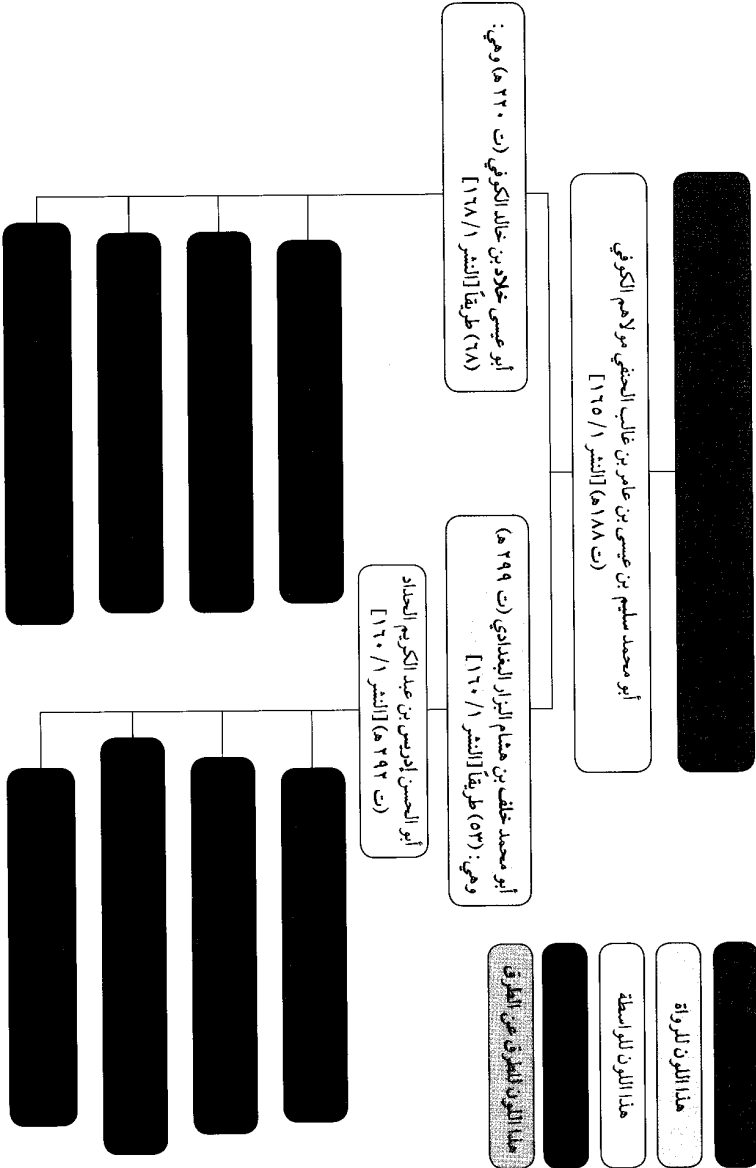 أبو محمد سليم بن عيسى بن عامر بن غالب الحنفي مولاهم الكوفي
(ت ١٨٨ هـ) [النشر ١/ ١٦٥]
أبو عيسى خلاد بن خالد الكوفي (ت ٢٢٠ هـ) وهي:
(٦٨) طريقاً [النشر ١/ ١٦٨]
أبو محمد خلف بن هشام البزار البغدادي (ت ٢٩٩ هـ)
وهي: (٥٣) طريقاً [النشر ١/ ١٦٠]
أبو الحسن إدريس بن عبد الكريم الحداد
(ت ٢٩٢ هـ) [النشر ١/ ١٦٠]
هذا اللون للرواة
هذا اللون للواسطة
هذا اللون للطرق عن الطرق